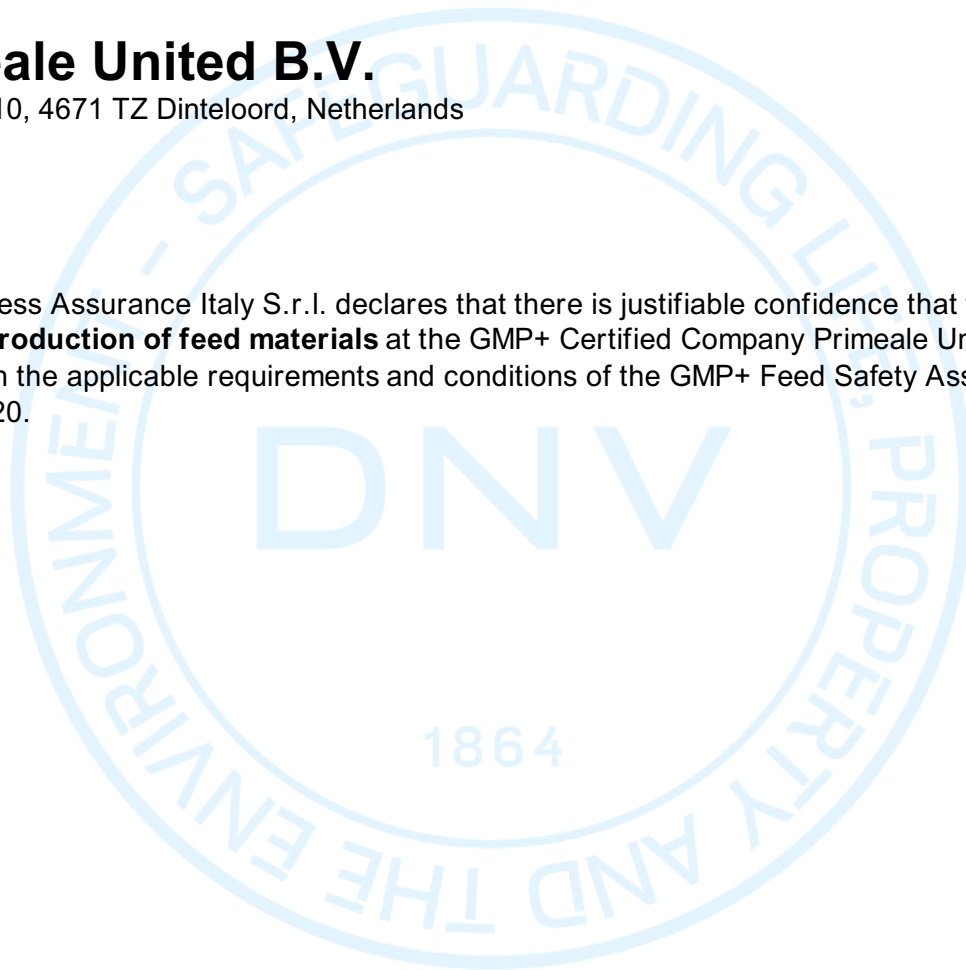 ale United B.V.
10, 4671 TZ Dinteloord, Netherlands
ess Assurance Italy S.r.l. declares that there is justifiable confidence that
roduction of feed materials at the GMP+ Certified Company Primeale Un
n the applicable requirements and conditions of the GMP+ Feed Safety Ass
20.
SAFEGUARDING LIFE, PROPERTY AND THE ENVIRONMENT -
DNV
1864